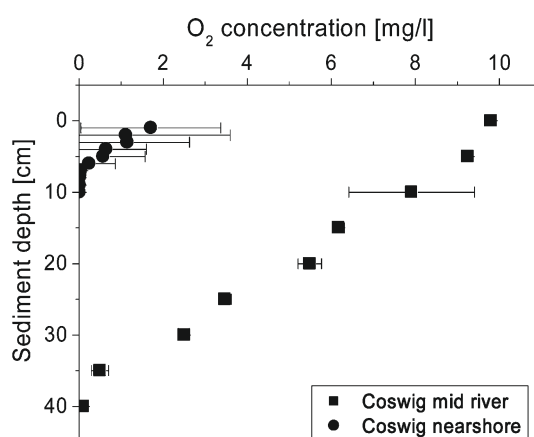 O₂ concentration [mg/l]
0 2 4 6 8 10
Sediment depth [cm]
0
10
20
30
40
Coswig mid river
Coswig nearshore